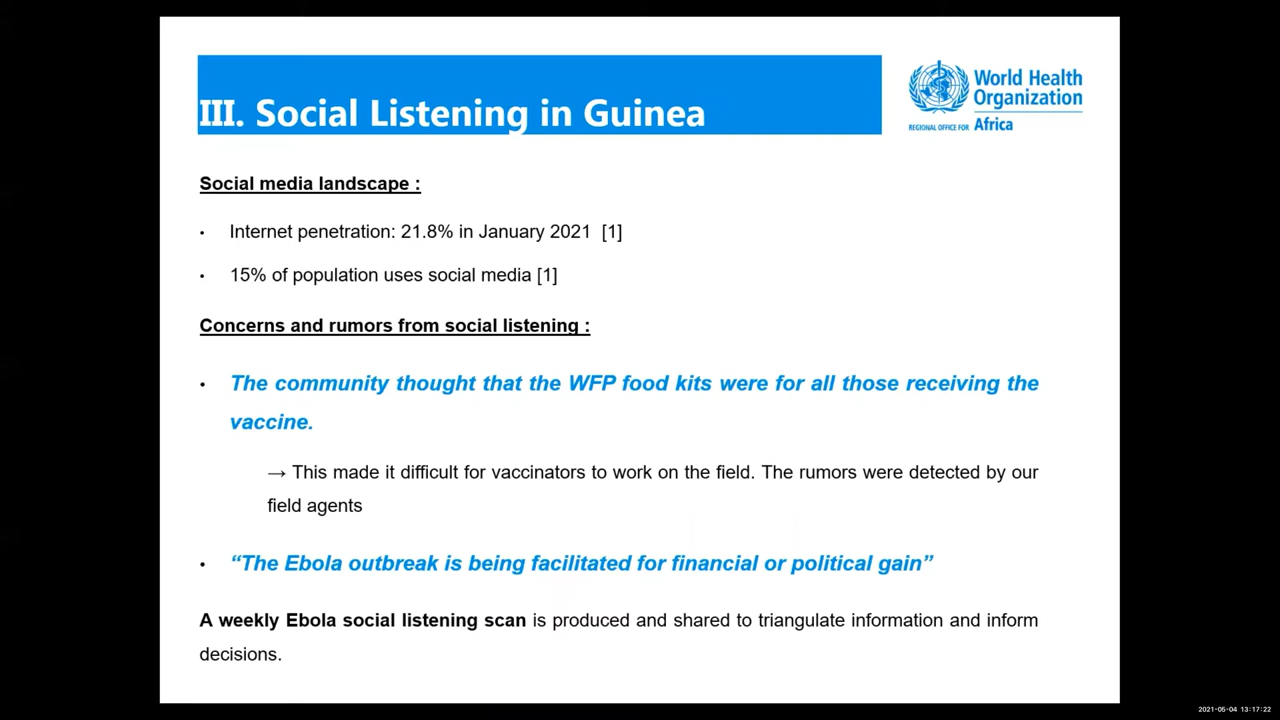 III. Social Listening in Guinea
World Health
Organization
REGIONAL OFFICE FOR Africa
Social media landscape :
• Internet penetration: 21.8% in January 2021 [1]
• 15% of population uses social media [1]
Concerns and rumors from social listening :
• The community thought that the WFP food kits were for all those receiving the
vaccine.
→ This made it difficult for vaccinators to work on the field. The rumors were detected by our
field agents
• “The Ebola outbreak is being facilitated for financial or political gain”
A weekly Ebola social listening scan is produced and shared to triangulate information and inform
decisions.
2021-05-04 13:17:22